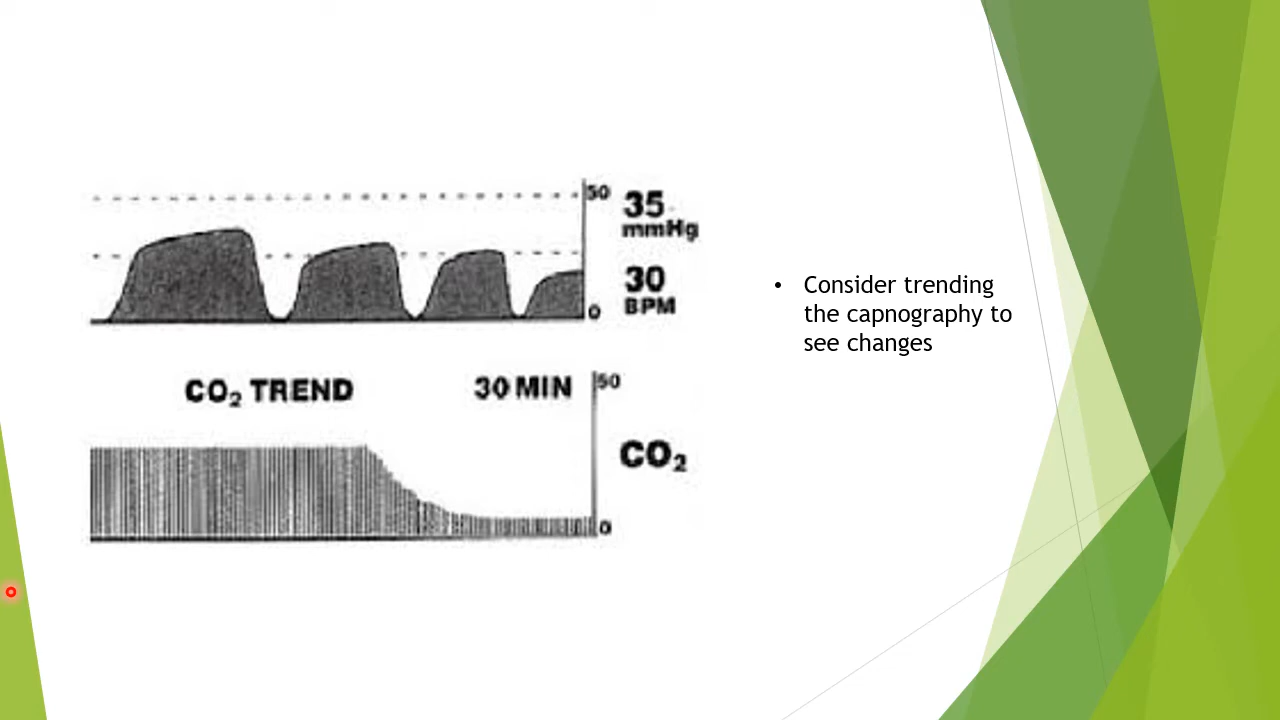 50
35
mmHg
30
BPM
0
CO₂ TREND
30 MIN
50
CO₂
0
• Consider trending
the capnography to
see changes